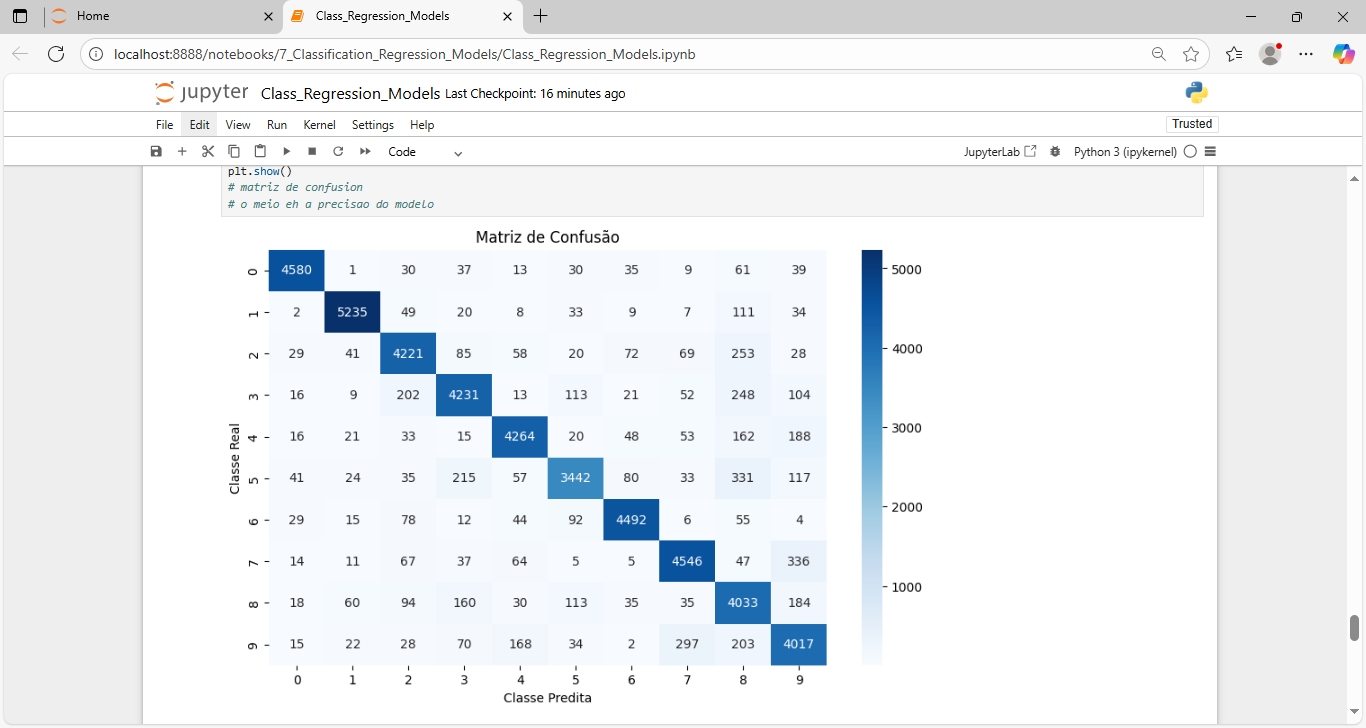 Home
Class_Regression_Models
localhost:8888/notebooks/7_Classification_Regression_Models/Class_Regression_Models.ipynb
jupyter Class_Regression_Models Last Checkpoint: 16 minutes ago
File Edit View Run Kernel Settings Help Trusted
Code JupyterLab Python 3 (ipykernel)
plt.show()
# matriz de confusion
# o meio eh a precisao do modelo
Matriz de Confusão
0 4580 1 30 37 13 30 35 9 61 39
1 2 5235 49 20 8 33 9 7 111 34
2 29 41 4221 85 58 20 72 69 253 28
3 16 9 202 4231 13 113 21 52 248 104
4 16 21 33 15 4264 20 48 53 162 188
5 41 24 35 215 57 3442 80 33 331 117
6 29 15 78 12 44 92 4492 6 55 4
7 14 11 67 37 64 5 5 4546 47 336
8 18 60 94 160 30 113 35 35 4033 184
9 15 22 28 70 168 34 2 297 203 4017
0 1 2 3 4 5 6 7 8 9
Classe Predita
Classe Real
5000
4000
3000
2000
1000